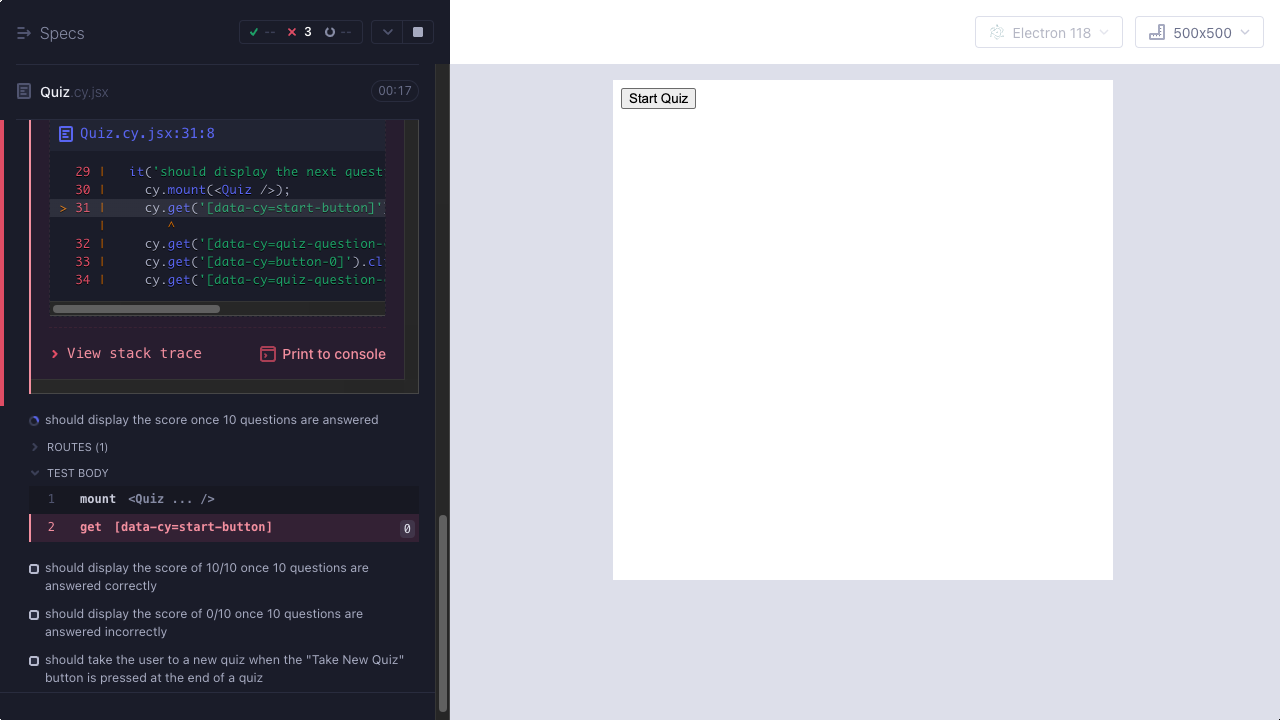 Specs
-- 3 --
Quiz.cy.jsx 00:17
Quiz.cy.jsx:31:8
29 | it('should display the next quest
30 | cy.mount(<Quiz />);
> 31 | cy.get('[data-cy=start-button]'
| ^
32 | cy.get('[data-cy=quiz-question-
33 | cy.get('[data-cy=button-0]').cl
34 | cy.get('[data-cy=quiz-question-
View stack trace Print to console
should display the score once 10 questions are answered
ROUTES (1)
TEST BODY
1 mount <Quiz ... />
2 get [data-cy=start-button] 0
should display the score of 10/10 once 10 questions are
answered correctly
should display the score of 0/10 once 10 questions are
answered incorrectly
should take the user to a new quiz when the "Take New Quiz"
button is pressed at the end of a quiz
Electron 118 500x500
Start Quiz